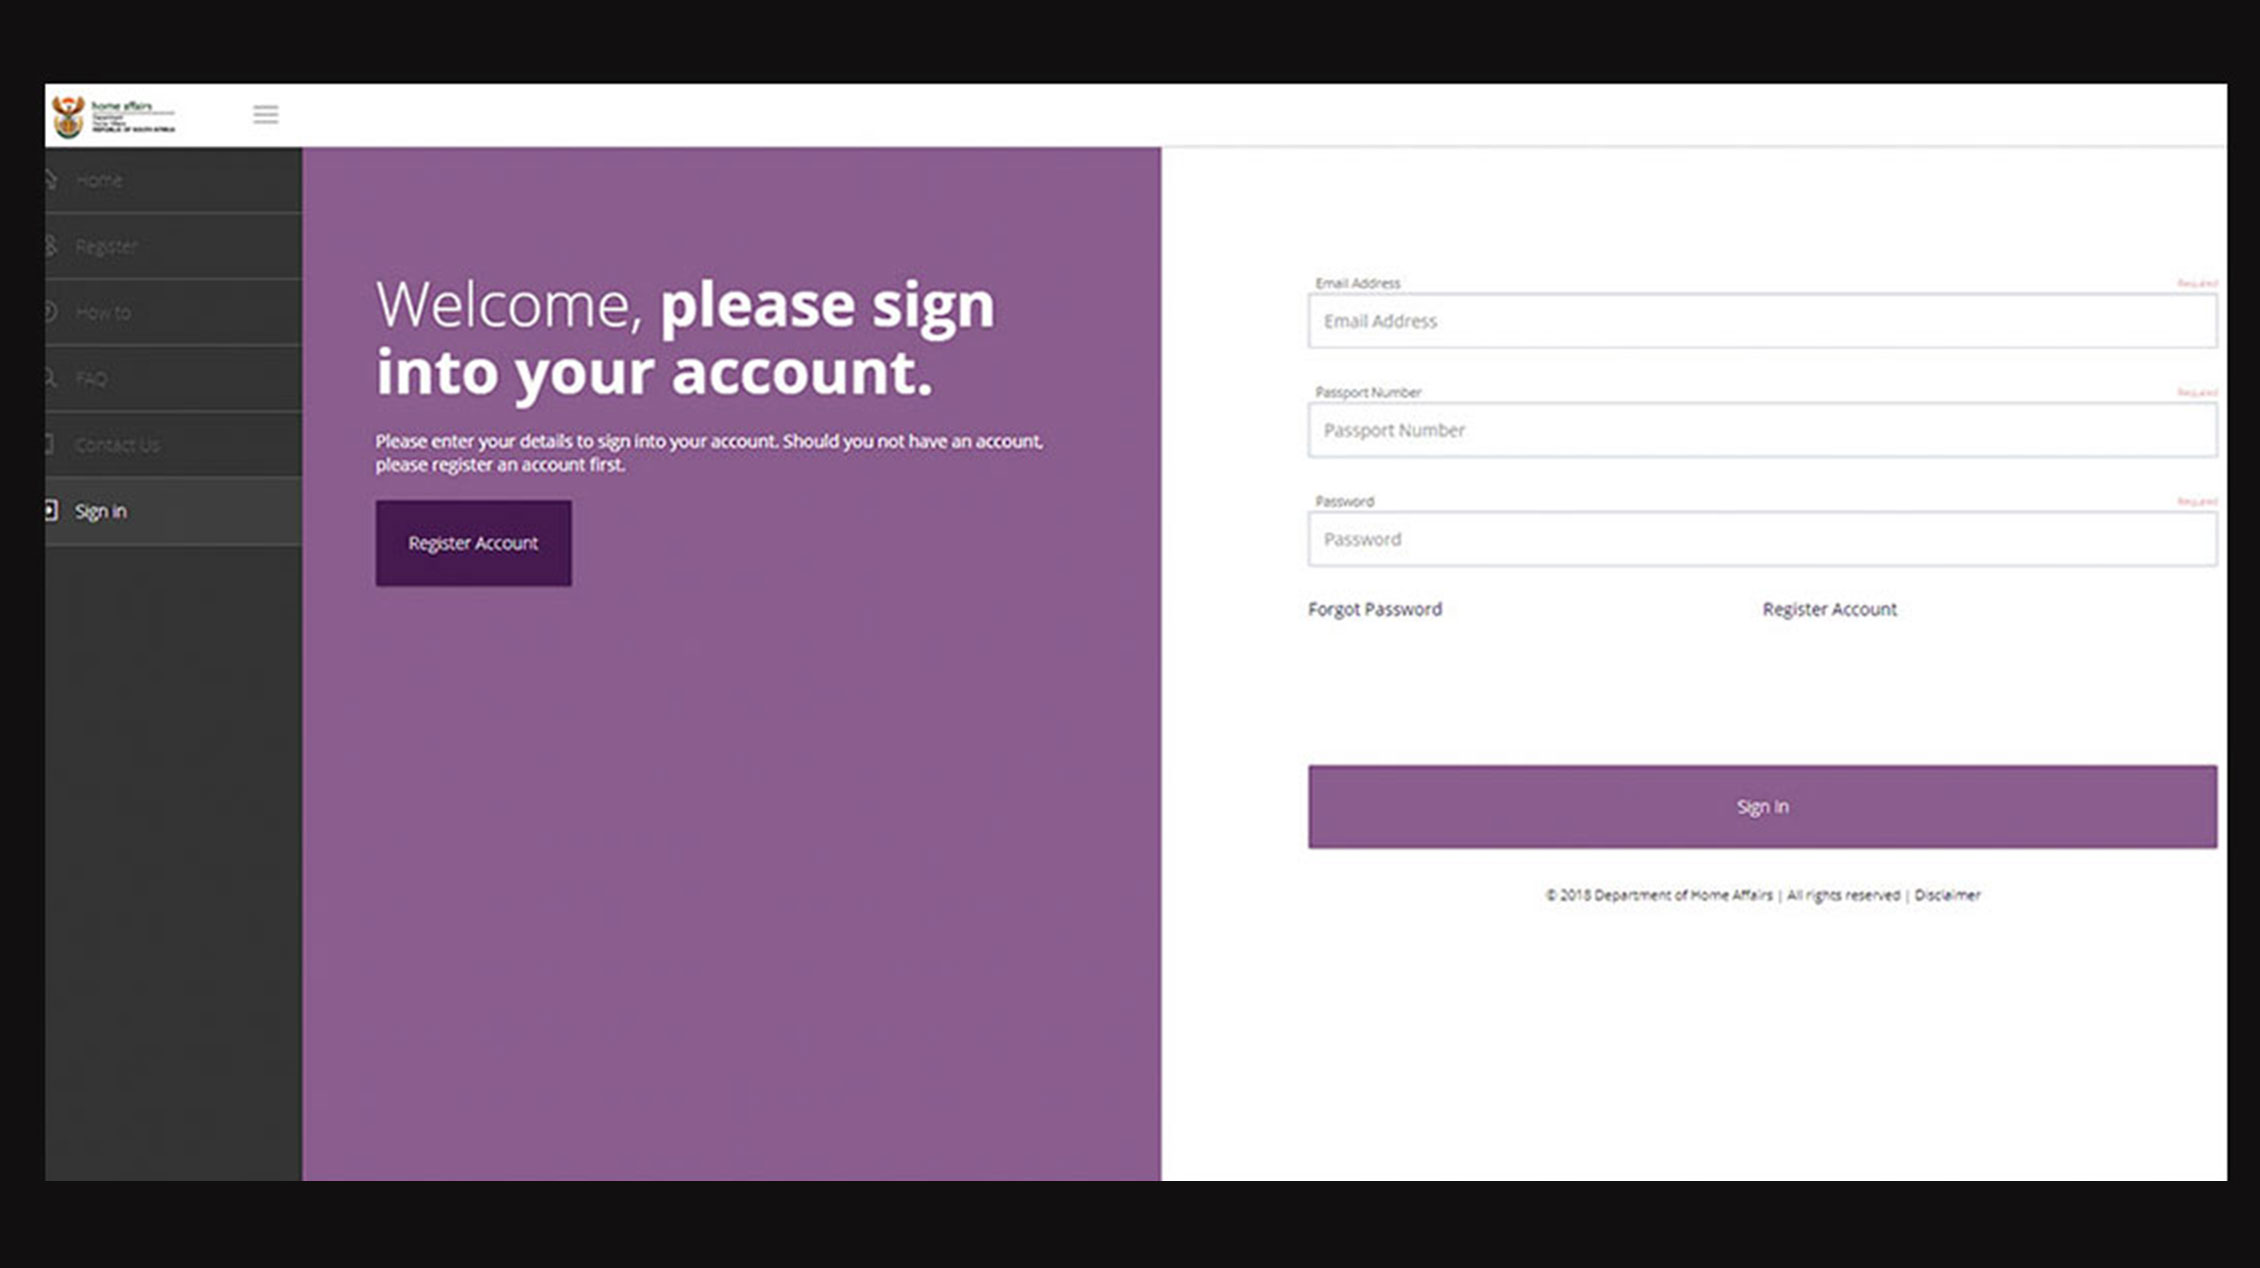 home affairs
Department:
Home Affairs
REPUBLIC OF SOUTH AFRICA
Home
Register
How to
FAQ
Contact Us
Sign in
Welcome, please sign
into your account.
Please enter your details to sign into your account. Should you not have an account,
please register an account first.
Register Account
Email Address Required
Email Address
Passport Number Required
Passport Number
Password Required
Password
Forgot Password Register Account
Sign In
© 2018 Department of Home Affairs | All rights reserved | Disclaimer